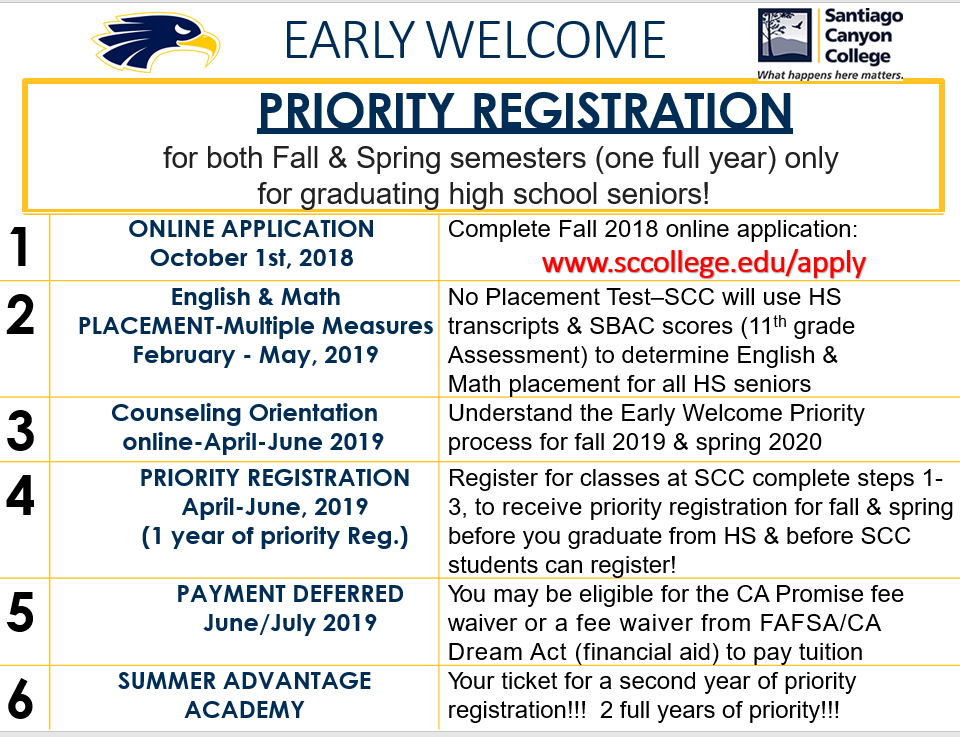 EARLY WELCOME
Santiago
Canyon
College
What happens here matters.
PRIORITY REGISTRATION
for both Fall & Spring semesters (one full year) only
for graduating high school seniors!
1
ONLINE APPLICATION
October 1st, 2018
Complete Fall 2018 online application:
www.sccollege.edu/apply
2
English & Math
PLACEMENT-Multiple Measures
February - May, 2019
No Placement Test–SCC will use HS
transcripts & SBAC scores (11th grade
Assessment) to determine English &
Math placement for all HS seniors
3
Counseling Orientation
online-April-June 2019
Understand the Early Welcome Priority
process for fall 2019 & spring 2020
4
PRIORITY REGISTRATION
April-June, 2019
(1 year of priority Reg.)
Register for classes at SCC complete steps 1-
3, to receive priority registration for fall & spring
before you graduate from HS & before SCC
students can register!
5
PAYMENT DEFERRED
June/July 2019
You may be eligible for the CA Promise fee
waiver or a fee waiver from FAFSA/CA
Dream Act (financial aid) to pay tuition
6
SUMMER ADVANTAGE
ACADEMY
Your ticket for a second year of priority
registration!!! 2 full years of priority!!!